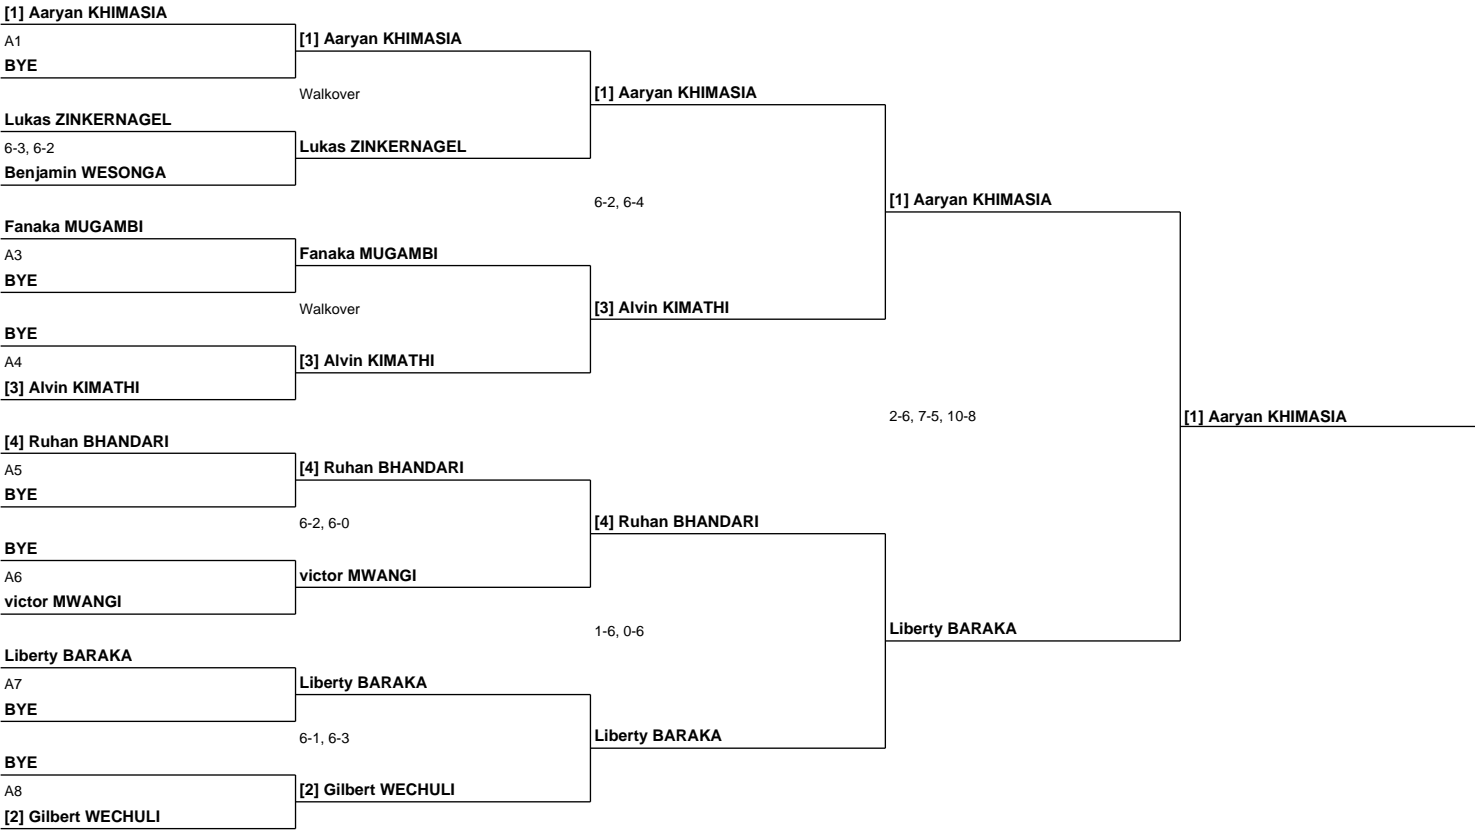 [1] Aaryan KHIMASIA
A1
BYE
Lukas ZINKERNAGEL
6-3, 6-2
Benjamin WESONGA
Fanaka MUGAMBI
A3
BYE
BYE
A4
[3] Alvin KIMATHI
[4] Ruhan BHANDARI
A5
BYE
BYE
A6
victor MWANGI
Liberty BARAKA
A7
BYE
BYE
A8
[2] Gilbert WECHULI
[1] Aaryan KHIMASIA
Walkover
Lukas ZINKERNAGEL
Fanaka MUGAMBI
Walkover
[3] Alvin KIMATHI
[4] Ruhan BHANDARI
6-2, 6-0
victor MWANGI
Liberty BARAKA
6-1, 6-3
[2] Gilbert WECHULI
[1] Aaryan KHIMASIA
6-2, 6-4
[3] Alvin KIMATHI
[4] Ruhan BHANDARI
1-6, 0-6
Liberty BARAKA
[1] Aaryan KHIMASIA
2-6, 7-5, 10-8
Liberty BARAKA
[1] Aaryan KHIMASIA